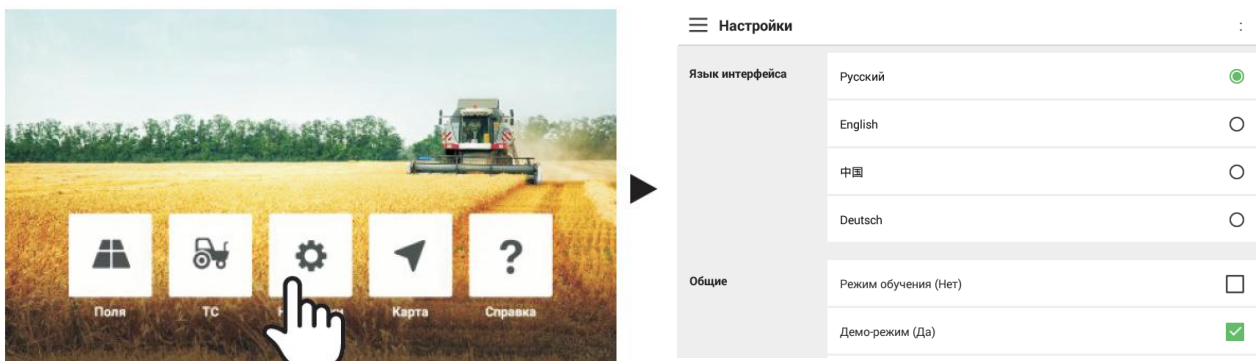 Поля
ТС
Карта
Справка
Настройки
Язык интерфейса
Русский
English
中国
Deutsch
Общие
Режим обучения (Нет)
Демо-режим (Да)